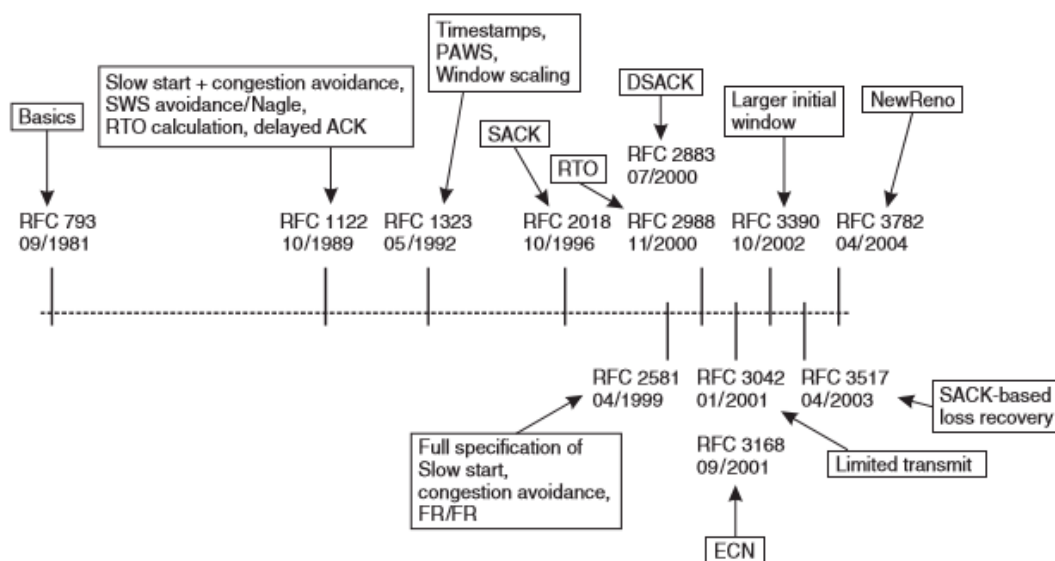 Timestamps,
PAWS,
Window scaling
Slow start + congestion avoidance,
SWS avoidance/Nagle,
RTO calculation, delayed ACK
Basics
DSACK
Larger initial
window
NewReno
SACK
RTO
RFC 2883
07/2000
RFC 793
09/1981
RFC 1122
10/1989
RFC 1323
05/1992
RFC 2018
10/1996
RFC 2988
11/2000
RFC 3390
10/2002
RFC 3782
04/2004
RFC 2581
04/1999
RFC 3042
01/2001
RFC 3517
04/2003
SACK-based
loss recovery
Full specification of
Slow start,
congestion avoidance,
FR/FR
RFC 3168
09/2001
Limited transmit
ECN